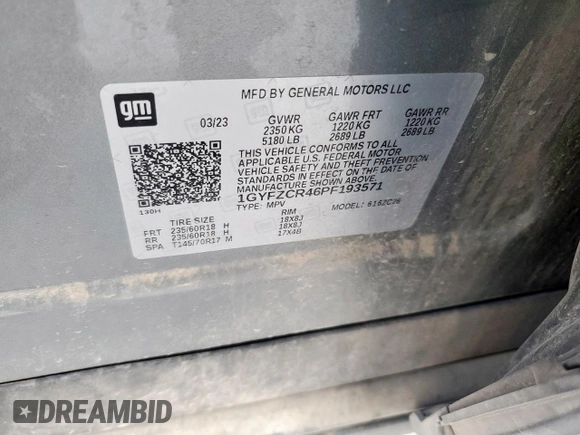 gm
MFD BY GENERAL MOTORS LLC
03/23 GVWR GAWR FRT GAWR RR
2350 KG 1220 KG 1220 KG
5180 LB 2689 LB 2689 LB
THIS VEHICLE CONFORMS TO ALL
APPLICABLE U.S. FEDERAL MOTOR
VEHICLE SAFETY AND THEFT PREVENTION
STANDARDS IN EFFECT ON THE DATE OF
1GYFZCR46PF193571
TYPE: MPV MODEL: 6162C26
130H
TIRE SIZE RIM
FRT 235/60R18 H 18X8J
RR 235/60R18 H 18X8J
SPA T145/70R17 M 17X4B
DREAMBID